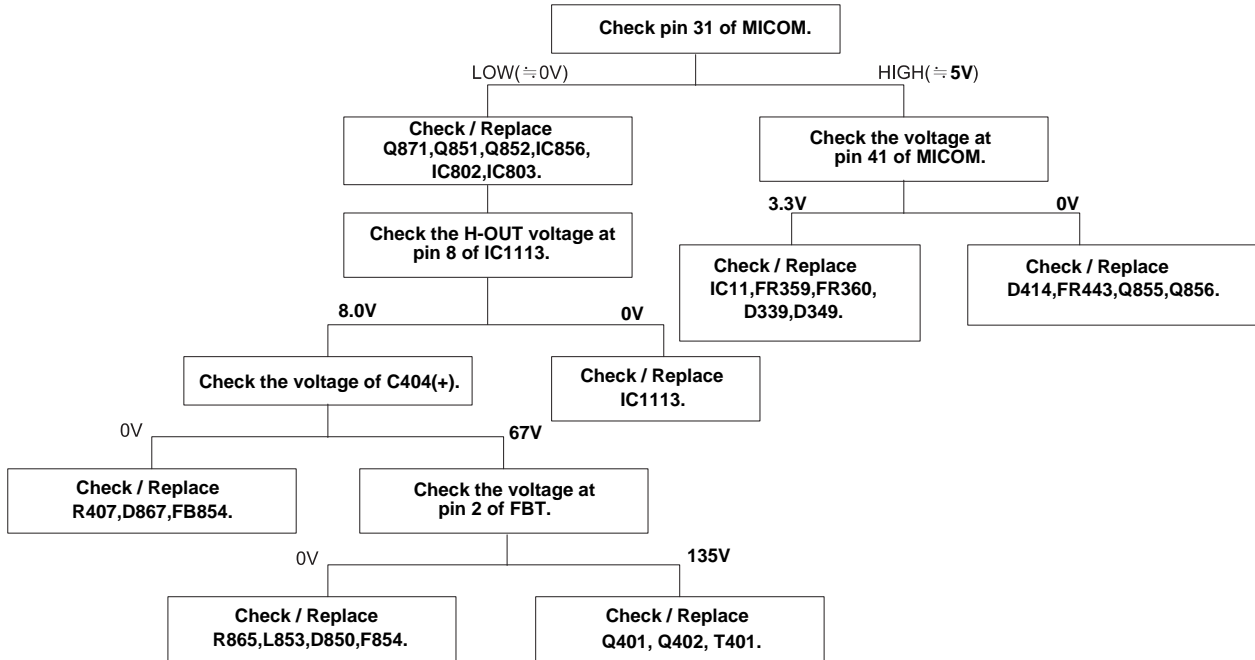 Check pin 31 of MICOM.
LOW(≒0V)
HIGH(≒5V)
Check / Replace
Q871,Q851,Q852,IC856,
IC802,IC803.
Check the voltage at
pin 41 of MICOM.
3.3V
0V
Check the H-OUT voltage at
pin 8 of IC1113.
Check / Replace
IC11,FR359,FR360,
D339,D349.
Check / Replace
D414,FR443,Q855,Q856.
8.0V
0V
Check the voltage of C404(+).
Check / Replace
IC1113.
0V
67V
Check / Replace
R407,D867,FB854.
Check the voltage at
pin 2 of FBT.
0V
135V
Check / Replace
R865,L853,D850,F854.
Check / Replace
Q401, Q402, T401.